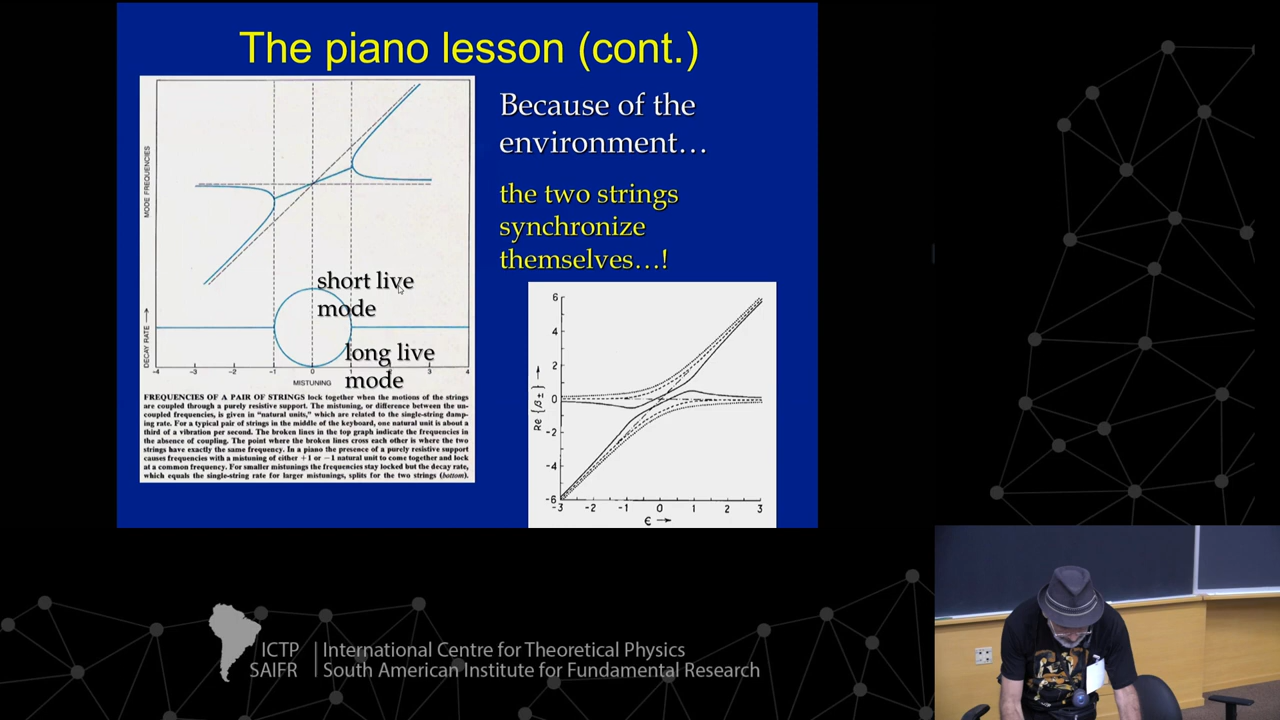 The piano lesson (cont.)
Because of the
environment…
the two strings
synchronize
themselves…!
MODE FREQUENCIES
DECAY RATE
short live
mode
long live
mode
-4 -3 -2 -1 0 1 2 3 4
MISTUNING
FREQUENCIES OF A PAIR OF STRINGS lock together when the motions of the strings
are coupled through a purely resistive support. The mistuning, or difference between the un-
coupled frequencies, is given in "natural units," which are related to the single-string damp-
ing rate. For a typical pair of strings in the middle of the keyboard, one natural unit is about a
third of a vibration per second. The broken lines in the top graph indicate the frequencies in
the absence of coupling. The point where the broken lines cross each other is where the two
strings have exactly the same frequency. In a piano the presence of a purely resistive support
causes frequencies with a mistuning of either +1 or −1 natural unit to come together and lock
at a common frequency. For smaller mistunings the frequencies stay locked but the decay rate,
which equals the single-string rate for larger mistunings, splits for the two strings (bottom).
Re {β±}
6
4
2
0
-2
-4
-6
-3 -2 -1 0 1 2 3
ϵ
ICTP
SAIFR
International Centre for Theoretical Physics
South American Institute for Fundamental Research